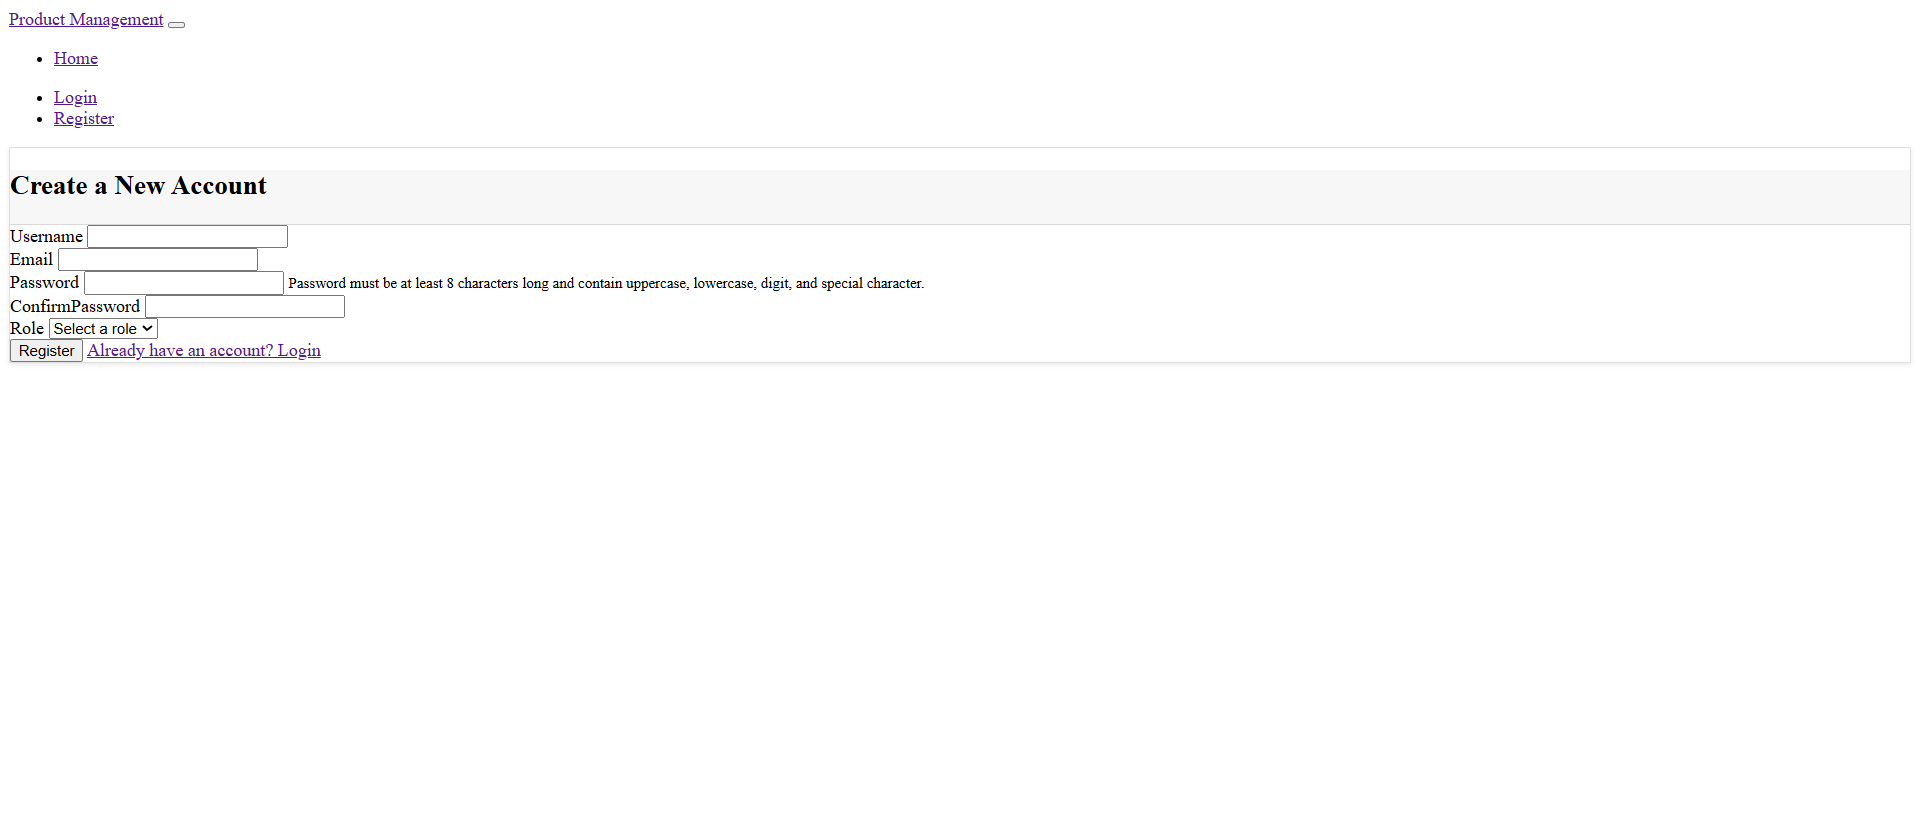 Product Management
Home
Login
Register
Create a New Account
Username
Email
Password Password must be at least 8 characters long and contain uppercase, lowercase, digit, and special character.
ConfirmPassword
Role Select a role
Register Already have an account? Login